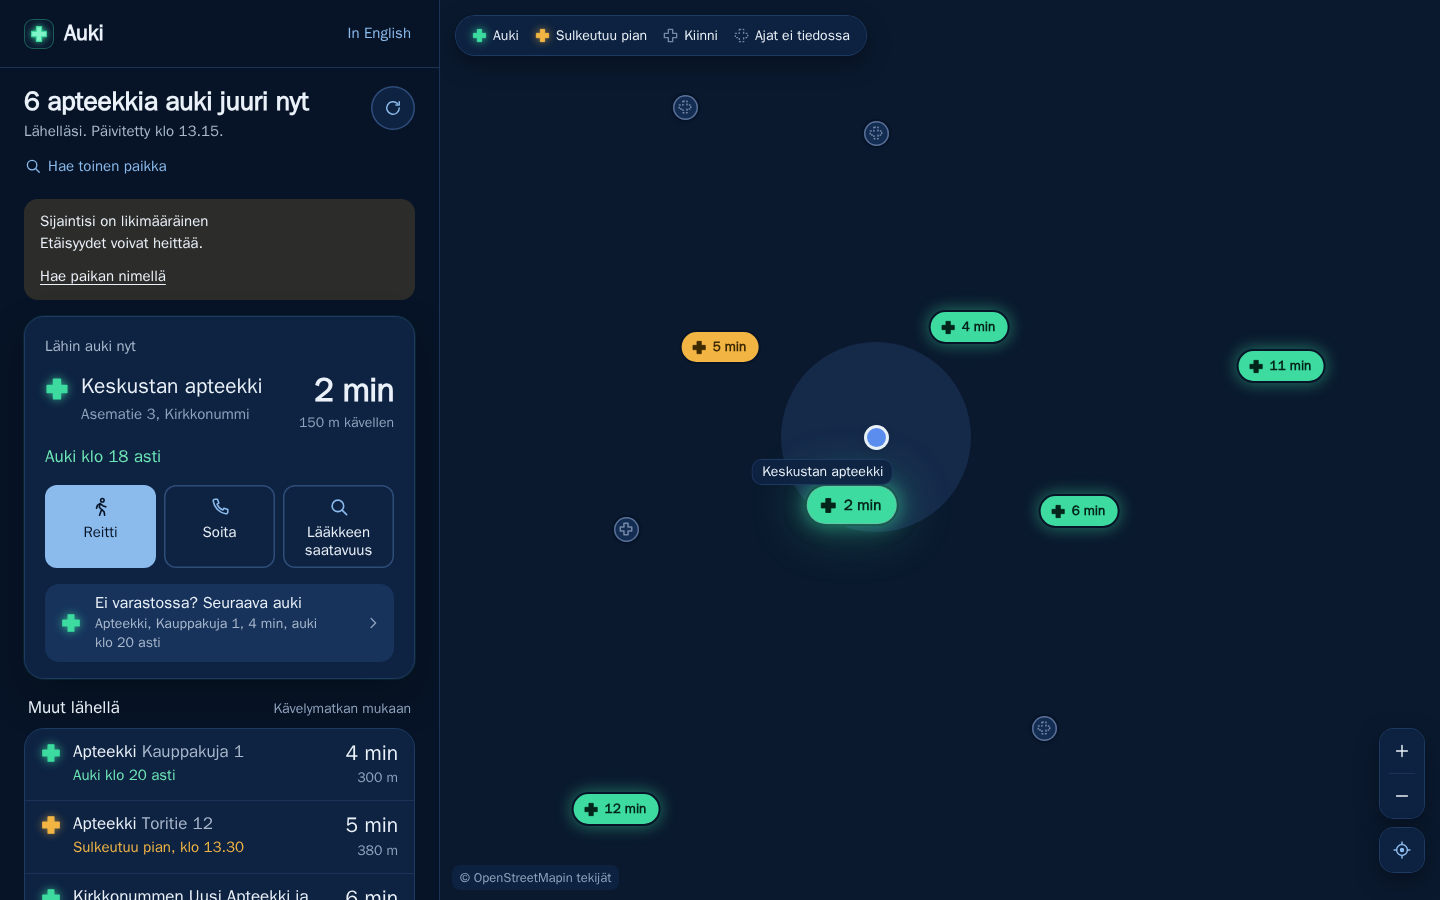 Auki
In English
6 apteekkia auki juuri nyt
Lähelläsi. Päivitetty klo 13.15.
Hae toinen paikka
Sijaintisi on likimääräinen
Etäisyydet voivat heittää.
Hae paikan nimellä
Lähin auki nyt
Keskustan apteekki
2 min
Asematie 3, Kirkkonummi
150 m kävellen
Auki klo 18 asti
Reitti
Soita
Lääkkeen
saatavuus
Ei varastossa? Seuraava auki
Apteekki, Kauppakuja 1, 4 min, auki
klo 20 asti
Muut lähellä
Kävelymatkan mukaan
Apteekki Kauppakuja 1
4 min
Auki klo 20 asti
300 m
Apteekki Toritie 12
5 min
Sulkeutuu pian, klo 13.30
380 m
Kirkkonummen Uusi Apteekki ja
6 min
Auki
Sulkeutuu pian
Kiinni
Ajat ei tiedossa
4 min
5 min
11 min
Keskustan apteekki
2 min
6 min
12 min
© OpenStreetMapin tekijät